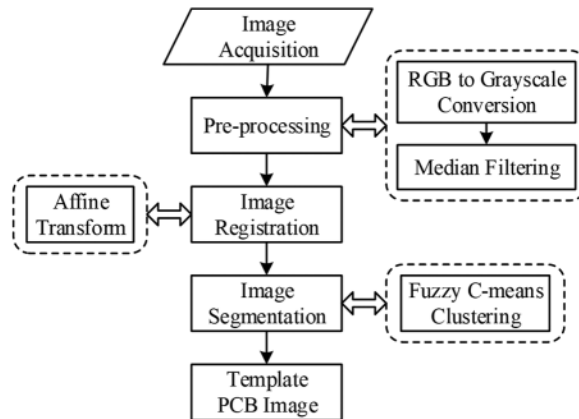 Image
Acquisition
RGB to Grayscale
Conversion
Pre-processing
Median Filtering
Affine
Transform
Image
Registration
Image
Segmentation
Fuzzy C-means
Clustering
Template
PCB Image